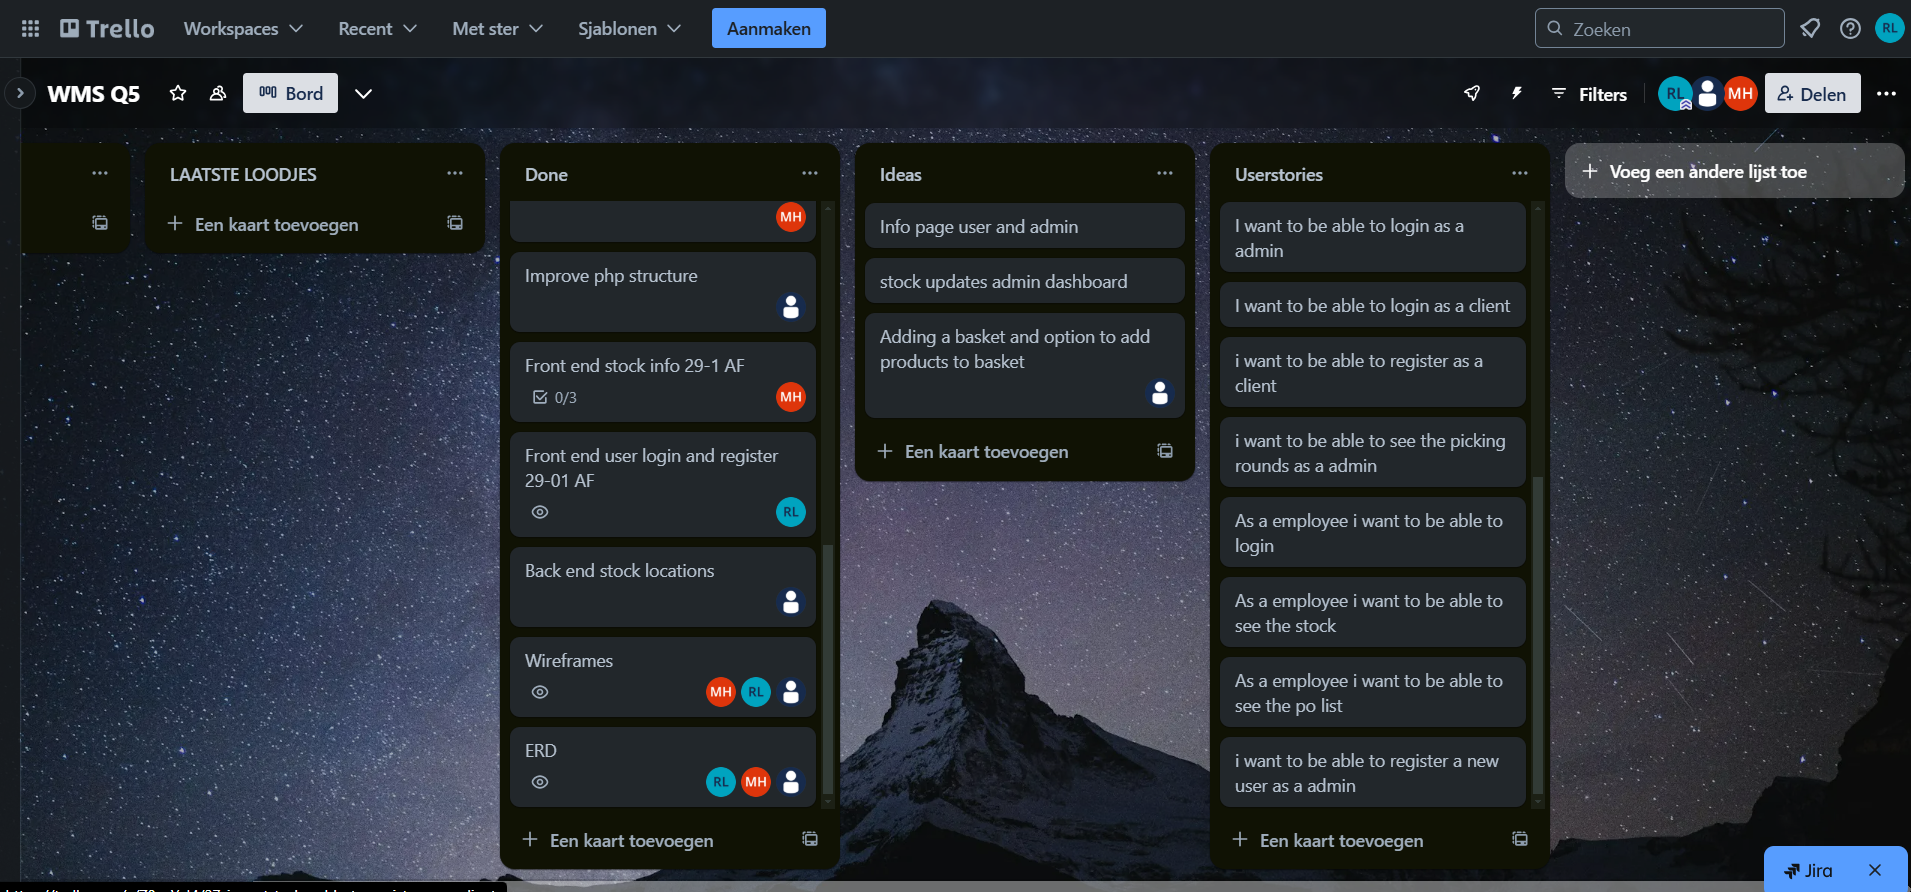 Trello
Workspaces
Recent
Met ster
Sjablonen
Aanmaken
Zoeken
RL
WMS Q5
Bord
Filters
RL
MH
Delen
LAATSTE LOODJES
Een kaart toevoegen
Done
MH
Improve php structure
Front end stock info 29-1 AF
0/3
MH
Front end user login and register
29-01 AF
RL
Back end stock locations
Wireframes
MH
RL
ERD
RL
MH
Een kaart toevoegen
Ideas
Info page user and admin
stock updates admin dashboard
Adding a basket and option to add
products to basket
Een kaart toevoegen
Userstories
I want to be able to login as a
admin
I want to be able to login as a client
i want to be able to register as a
client
i want to be able to see the picking
rounds as a admin
As a employee i want to be able to
login
As a employee i want to be able to
see the stock
As a employee i want to be able to
see the po list
i want to be able to register a new
user as a admin
Een kaart toevoegen
Voeg een andere lijst toe
Jira